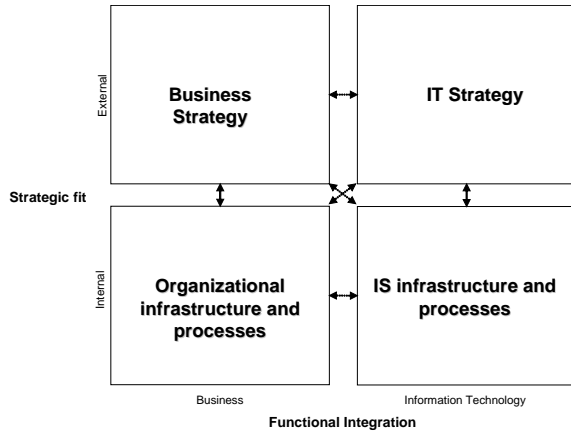 External
Business
Strategy
IT Strategy
Strategic fit
Internal
Organizational
infrastructure and
processes
IS infrastructure and
processes
Business
Information Technology
Functional Integration